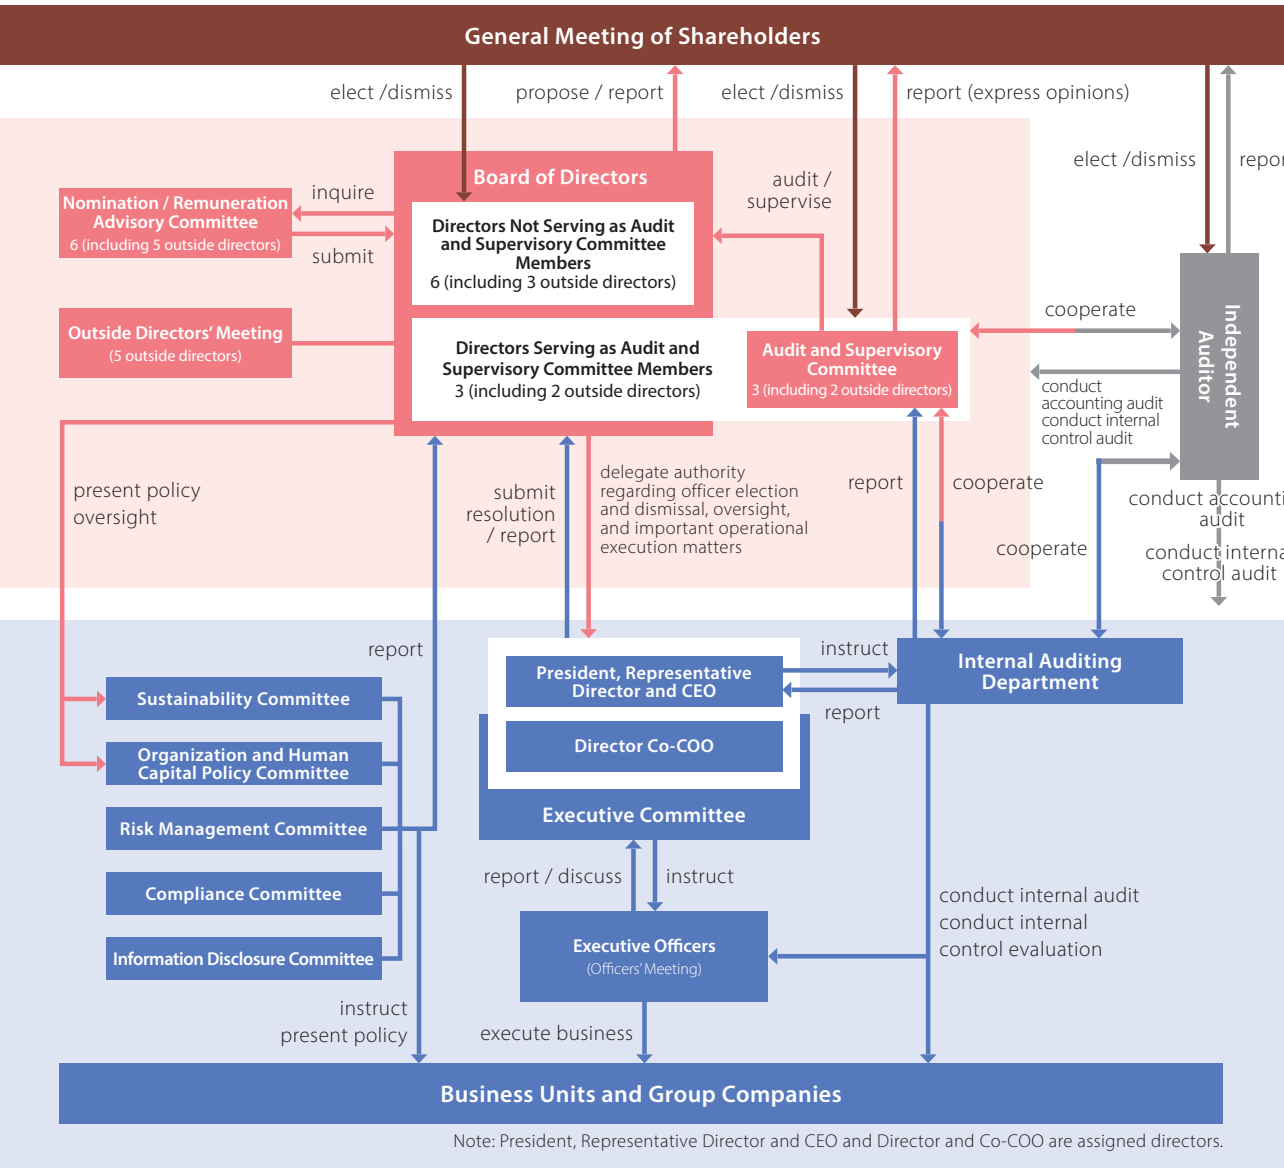 General Meeting of Shareholders
elect /dismiss
propose / report
elect /dismiss
report (express opinions)
elect /dismiss
Board of Directors
audit /
supervise
inquire
Nomination / Remuneration
Advisory Committee
6 (including 5 outside directors)
submit
Directors Not Serving as Audit
and Supervisory Committee
Members
6 (including 3 outside directors)
Outside Directors’ Meeting
(5 outside directors)
Directors Serving as Audit and
Supervisory Committee Members
3 (including 2 outside directors)
Audit and Supervisory
Committee
3 (including 2 outside directors)
cooperate
Independent
Auditor
conduct
accounting audit
conduct internal
control audit
present policy
oversight
submit
resolution
/ report
delegate authority
regarding officer election
and dismissal, oversight,
and important operational
execution matters
report
cooperate
cooperate
conduct accounti
audit
conduct interna
control audit
report
instruct
report
President, Representative
Director and CEO
Internal Auditing
Department
Sustainability Committee
Director Co-COO
Organization and Human
Capital Policy Committee
Executive Committee
Risk Management Committee
report / discuss
instruct
Compliance Committee
conduct internal audit
conduct internal
control evaluation
Executive Officers
(Officers’ Meeting)
Information Disclosure Committee
instruct
present policy
execute business
Business Units and Group Companies
Note: President, Representative Director and CEO and Director and Co-COO are assigned directors.